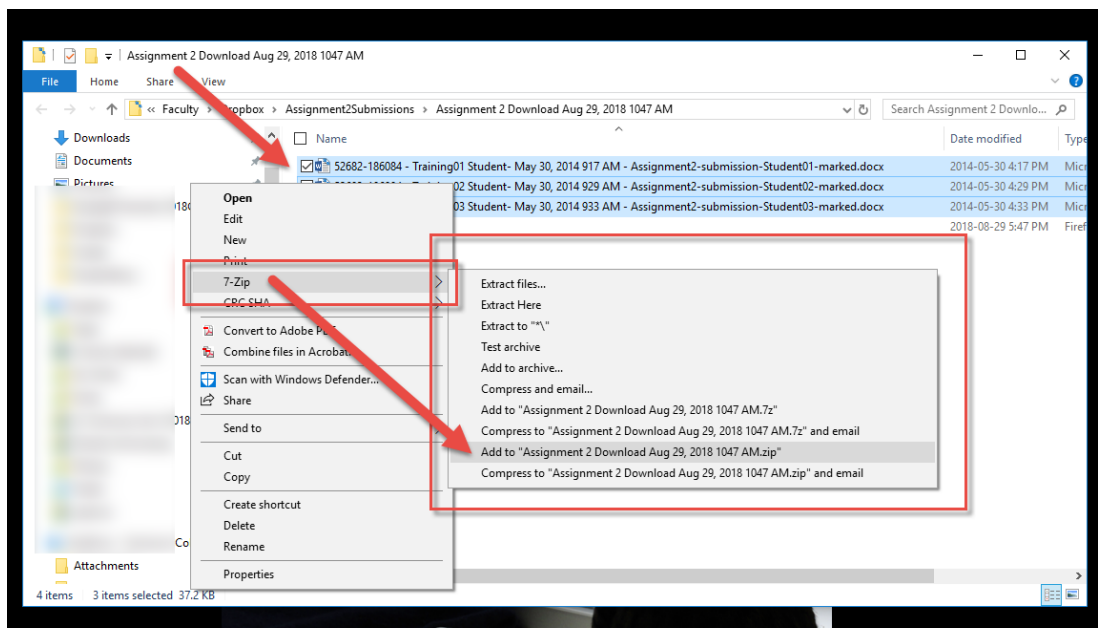 Assignment 2 Download Aug 29, 2018 1047 AM
File Home Share View
« Faculty › Dropbox › Assignment2Submissions › Assignment 2 Download Aug 29, 2018 1047 AM Search Assignment 2 Downlo...
Downloads Name Date modified Type
Documents 52682-186084 - Training01 Student- May 30, 2014 917 AM - Assignment2-submission-Student01-marked.docx 2014-05-30 4:17 PM Micr
Pictures 02 Student- May 30, 2014 929 AM - Assignment2-submission-Student02-marked.docx 2014-05-30 4:29 PM Micr
03 Student- May 30, 2014 933 AM - Assignment2-submission-Student03-marked.docx 2014-05-30 4:33 PM Micr
2018-08-29 5:47 PM Firef
Open
Edit
New
Print
7-Zip
CRC SHA
Convert to Adobe PDF
Combine files in Acrobat...
Scan with Windows Defender...
Share
Send to
Cut
Copy
Create shortcut
Delete
Rename
Properties
Extract files...
Extract Here
Extract to "*\"
Test archive
Add to archive...
Compress and email...
Add to "Assignment 2 Download Aug 29, 2018 1047 AM.7z"
Compress to "Assignment 2 Download Aug 29, 2018 1047 AM.7z" and email
Add to "Assignment 2 Download Aug 29, 2018 1047 AM.zip"
Compress to "Assignment 2 Download Aug 29, 2018 1047 AM.zip" and email
Attachments
4 items 3 items selected 37.2 KB